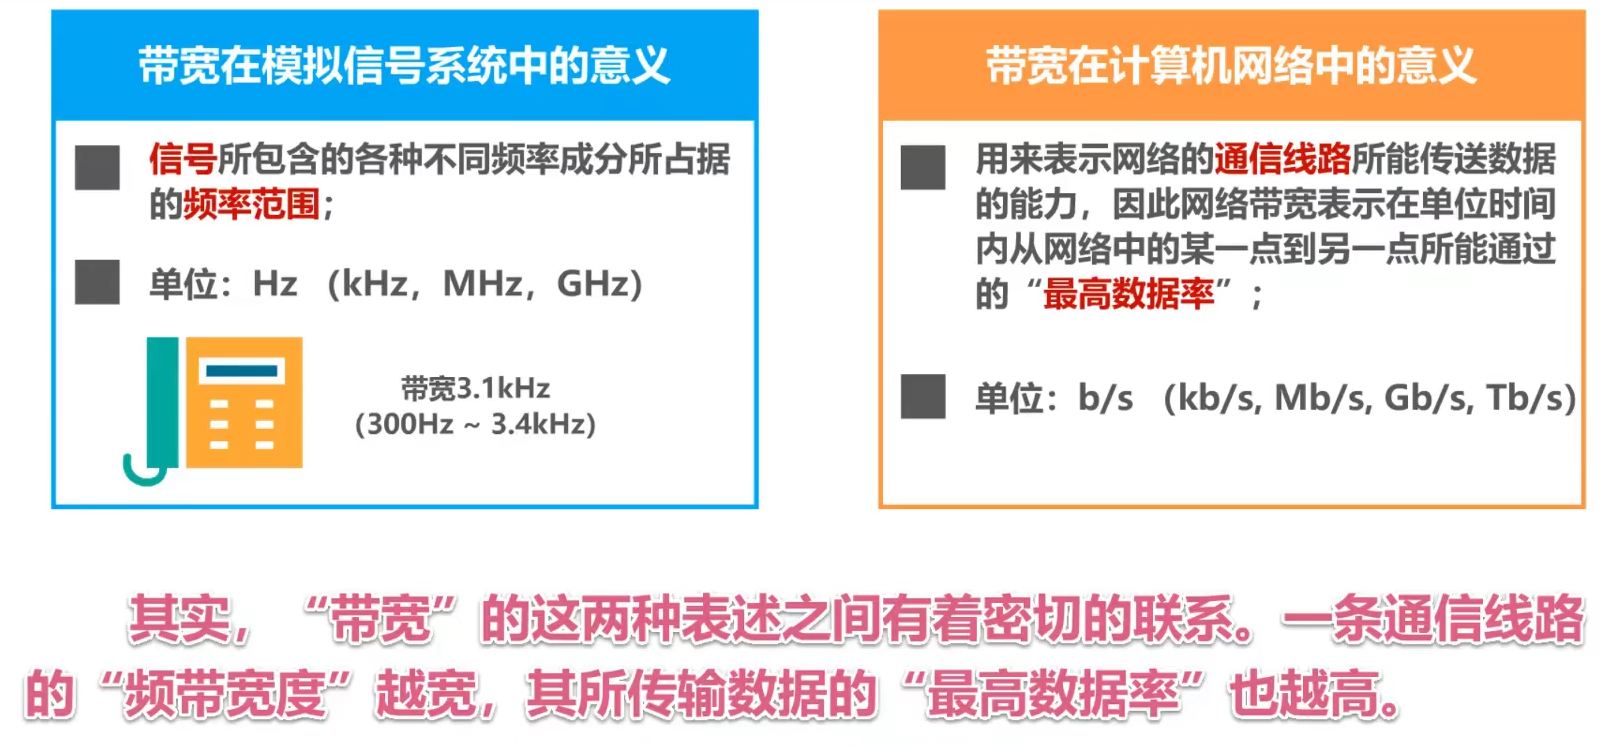 带宽在模拟信号系统中的意义
信号所包含的各种不同频率成分所占据
的频率范围；
单位：Hz （kHz，MHz，GHz）
带宽3.1kHz
（300Hz ~ 3.4kHz）
带宽在计算机网络中的意义
用来表示网络的通信线路所能传送数据
的能力，因此网络带宽表示在单位时间
内从网络中的某一点到另一点所能通过
的“最高数据率”；
单位：b/s （kb/s, Mb/s, Gb/s, Tb/s）
其实，“带宽”的这两种表述之间有着密切的联系。一条通信线路
的“频带宽度”越宽，其所传输数据的“最高数据率”也越高。